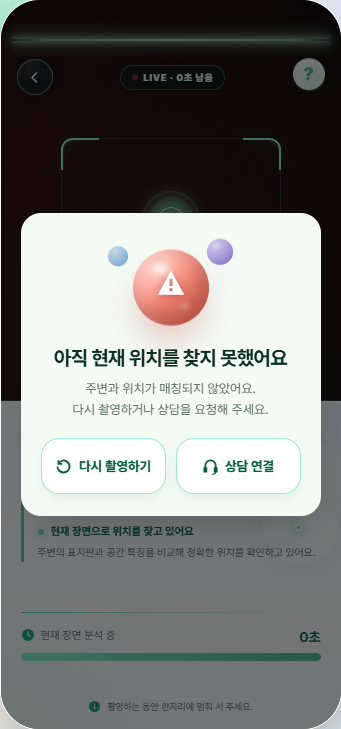 LIVE · 0초 남음
?
아직 현재 위치를 찾지 못했어요
주변과 위치가 매칭되지 않았어요.
다시 촬영하거나 상담을 요청해 주세요.
다시 촬영하기
상담 연결
현재 장면으로 위치를 찾고 있어요
주변의 표지판과 공간 특징을 비교해 정확한 위치를 확인하고 있어요.
현재 장면 분석 중
0초
촬영하는 동안 한자리에 멈춰 서 주세요.